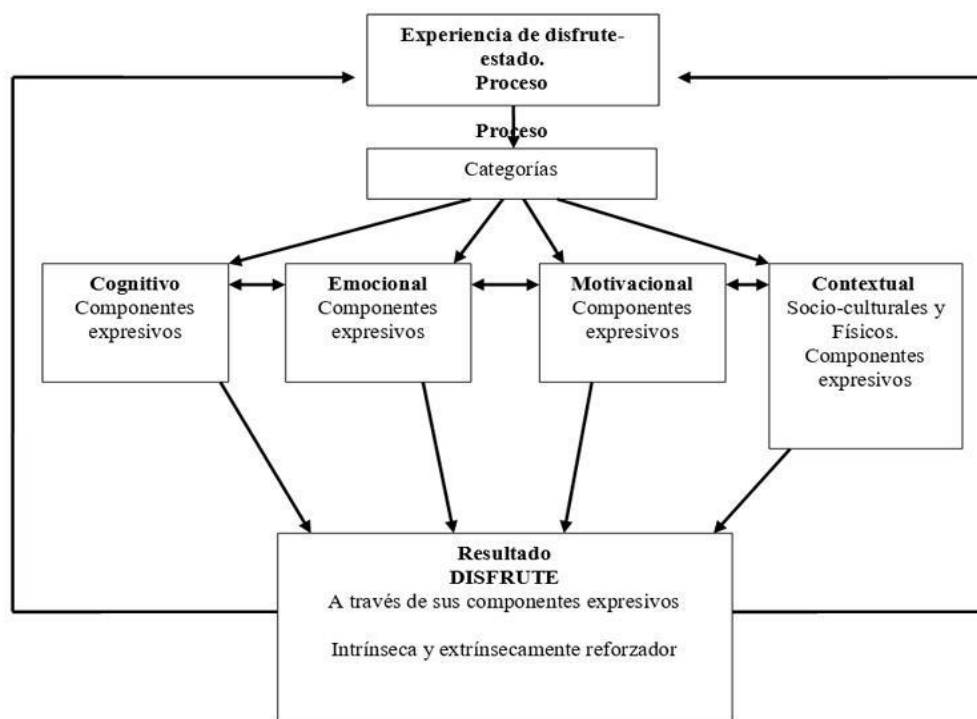 Experiencia de disfrute-
estado.
Proceso
Proceso
Categorías
Cognitivo
Componentes
expresivos
Emocional
Componentes
expresivos
Motivacional
Componentes
expresivos
Contextual
Socio-culturales y
Físicos.
Componentes
expresivos
Resultado
DISFRUTE
A través de sus componentes expresivos
Intrínseca y extrínsecamente reforzador